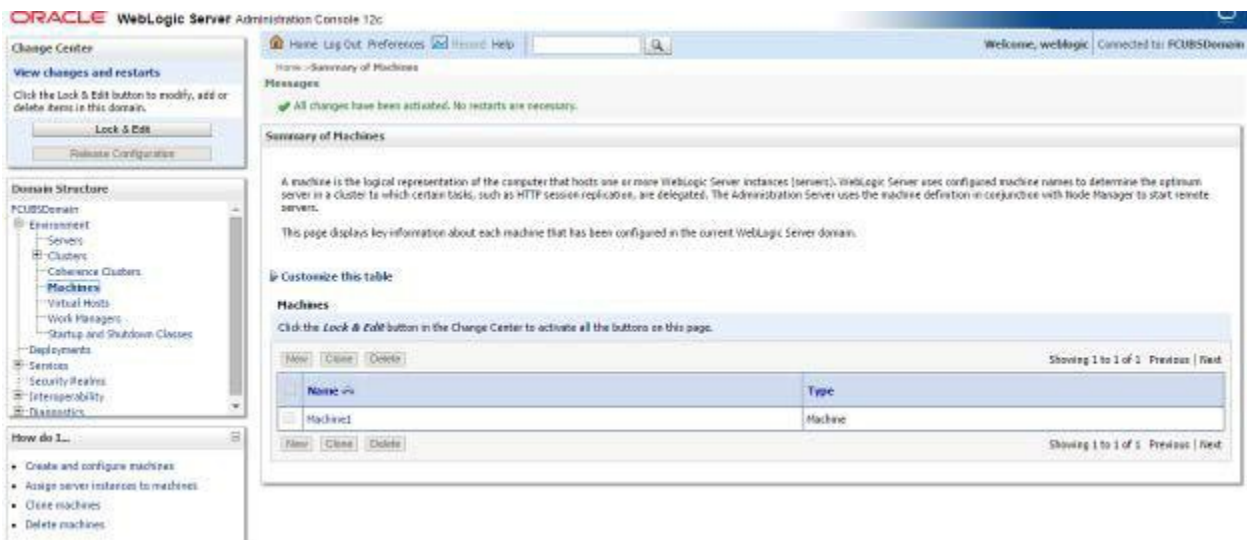 ORACLE WebLogic Server Administration Console 12c
Change Center
View changes and restarts
Click the Lock & Edit button to modify, add or
delete items in this domain.
Lock & Edit
Release Configuration
Domain Structure
FCUBSDomain
Environment
Servers
Clusters
Coherence Clusters
Machines
Virtual Hosts
Work Managers
Startup and Shutdown Classes
Deployments
Services
Security Realms
Interoperability
Diagnostics
How do I...
Create and configure machines
Assign server instances to machines
Clone machines
Delete machines
Home Log Out Preferences Record Help
Welcome, weblogic Connected to: FCUBSDomain
Home >Summary of Machines
Messages
All changes have been activated. No restarts are necessary.
Summary of Machines
A machine is the logical representation of the computer that hosts one or more WebLogic Server instances (servers). WebLogic Server uses configured machine names to determine the optimum
server in a cluster to which certain tasks, such as HTTP session replication, are delegated. The Administration Server uses the machine definition in conjunction with Node Manager to start remote
servers.
This page displays key information about each machine that has been configured in the current WebLogic Server domain.
Customize this table
Machines
Click the Lock & Edit button in the Change Center to activate all the buttons on this page.
New Clone Delete Showing 1 to 1 of 1 Previous | Next
Name Type
Machine1 Machine
New Clone Delete Showing 1 to 1 of 1 Previous | Next